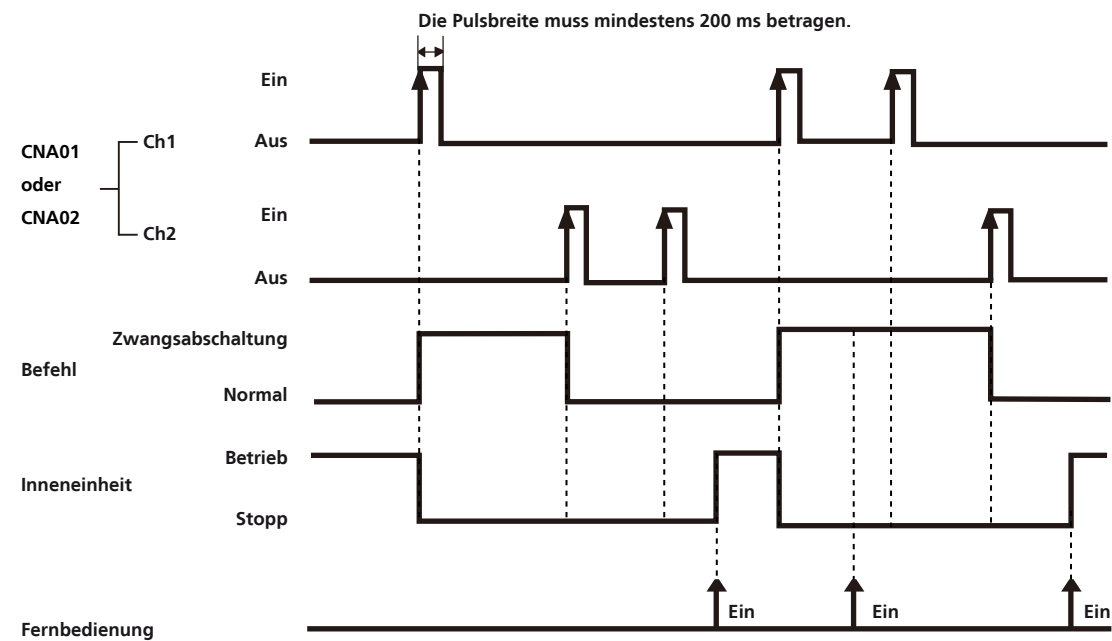 Die Pulsbreite muss mindestens 200 ms betragen.
Ein
CNA01
oder
CNA02
Ch1
Aus
Ein
Ch2
Aus
Zwangsabschaltung
Befehl
Normal
Betrieb
Inneneinheit
Stopp
Ein
Ein
Ein
Fernbedienung